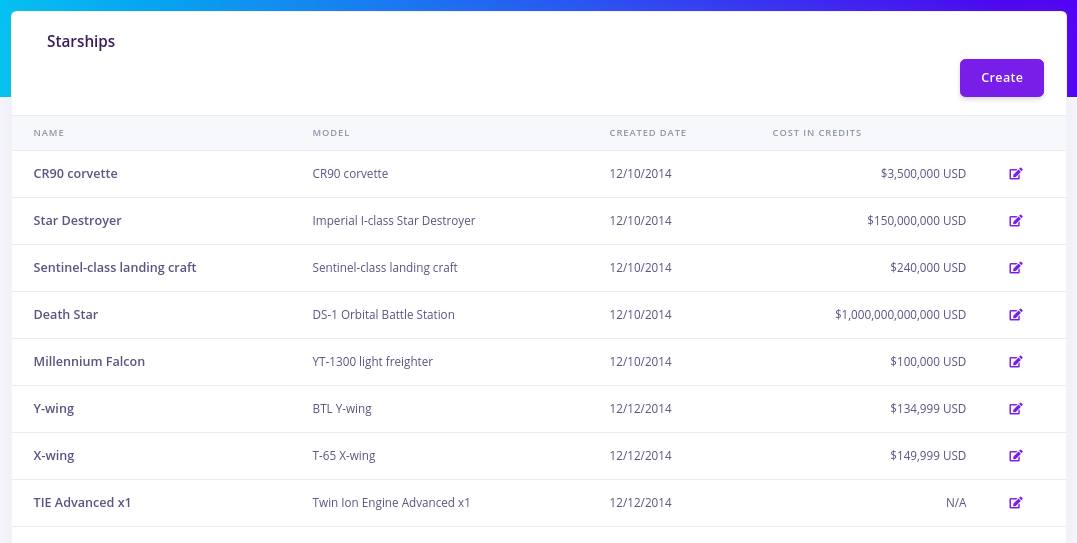 Starships
Create
NAME MODEL CREATED DATE COST IN CREDITS
CR90 corvette CR90 corvette 12/10/2014 $3,500,000 USD
Star Destroyer Imperial I-class Star Destroyer 12/10/2014 $150,000,000 USD
Sentinel-class landing craft Sentinel-class landing craft 12/10/2014 $240,000 USD
Death Star DS-1 Orbital Battle Station 12/10/2014 $1,000,000,000,000 USD
Millennium Falcon YT-1300 light freighter 12/10/2014 $100,000 USD
Y-wing BTL Y-wing 12/12/2014 $134,999 USD
X-wing T-65 X-wing 12/12/2014 $149,999 USD
TIE Advanced x1 Twin Ion Engine Advanced x1 12/12/2014 N/A